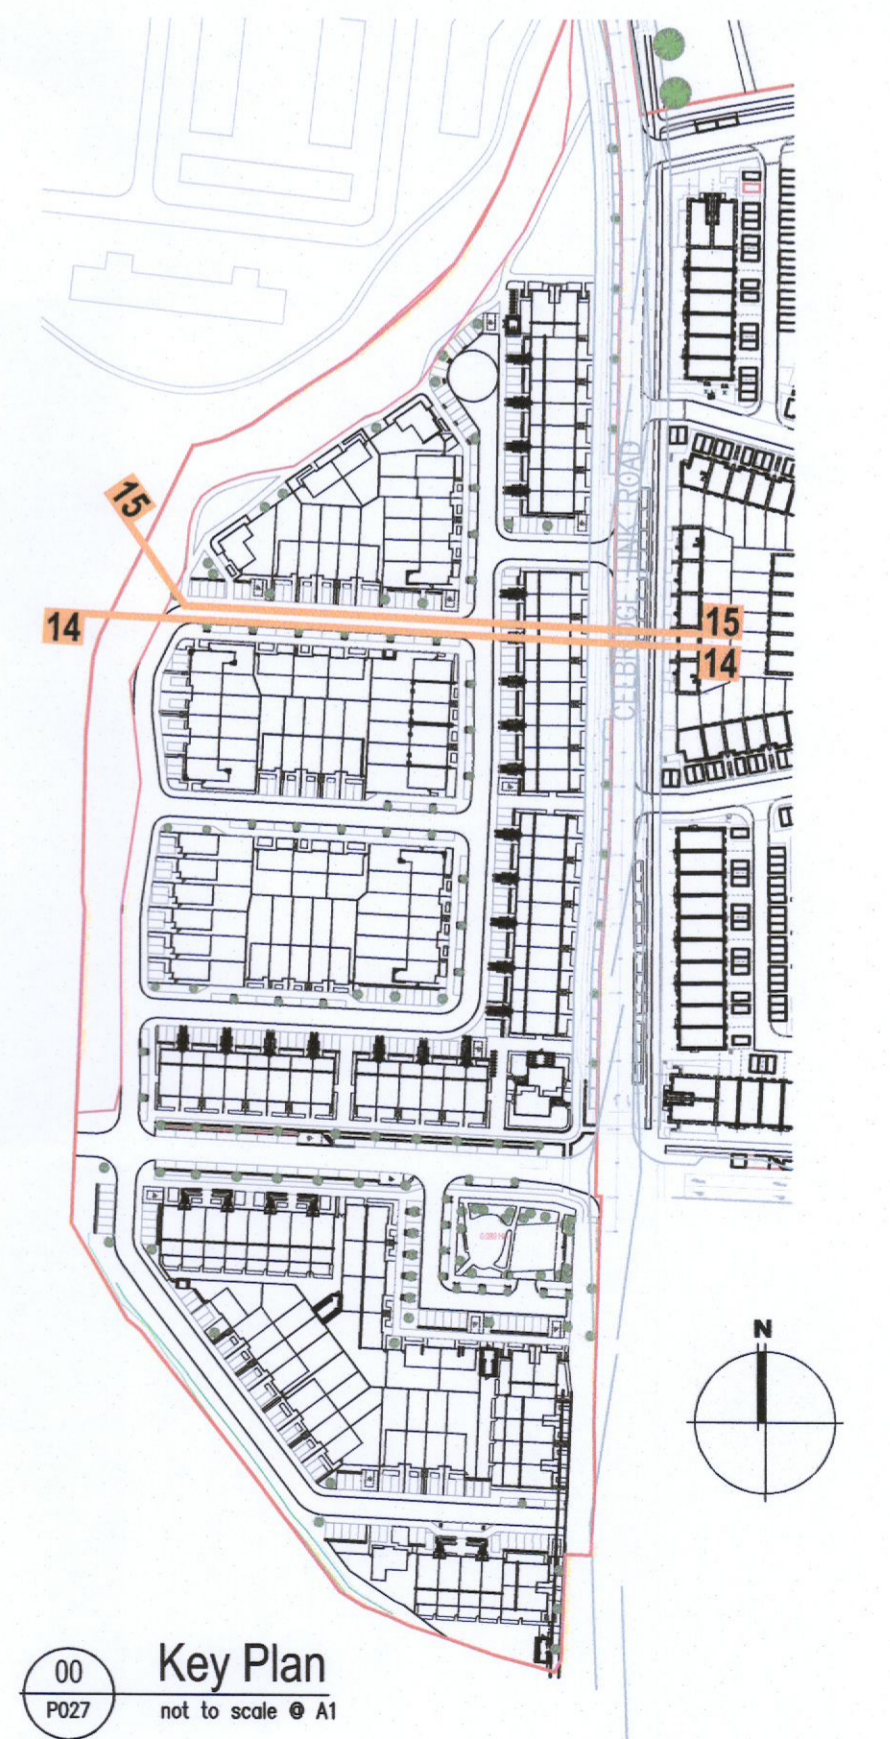 15
14
15
14
CELBRIDGE LINK ROAD
N
00
P027
Key Plan
not to scale @ A1